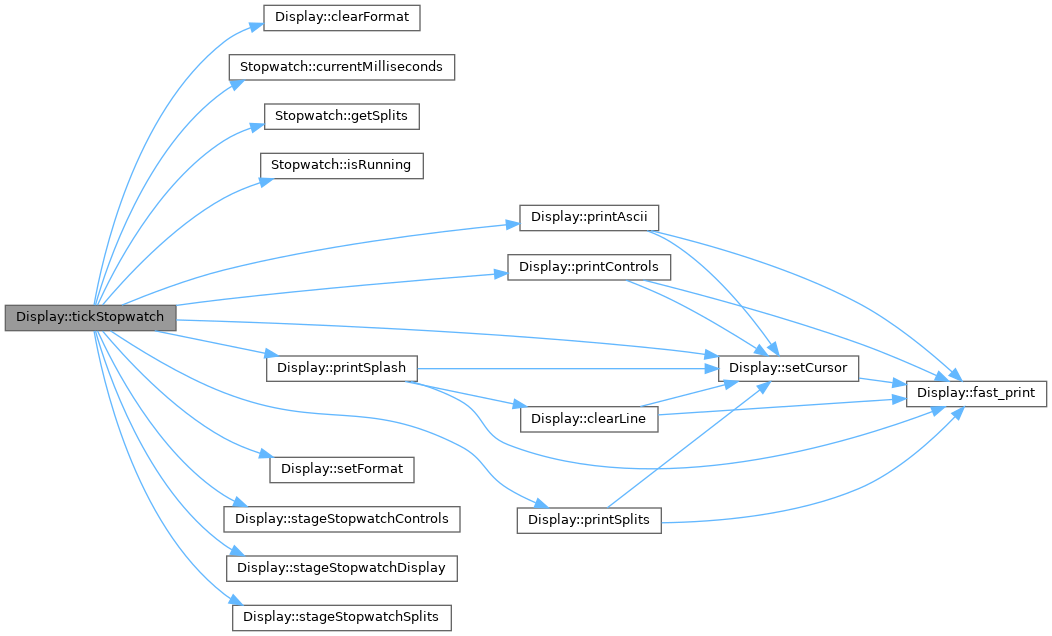 Display::clearFormat
Stopwatch::currentMilliseconds
Stopwatch::getSplits
Stopwatch::isRunning
Display::printAscii
Display::printControls
Display::tickStopwatch
Display::printSplash
Display::setCursor
Display::fast_print
Display::clearLine
Display::setFormat
Display::stageStopwatchControls
Display::printSplits
Display::stageStopwatchDisplay
Display::stageStopwatchSplits